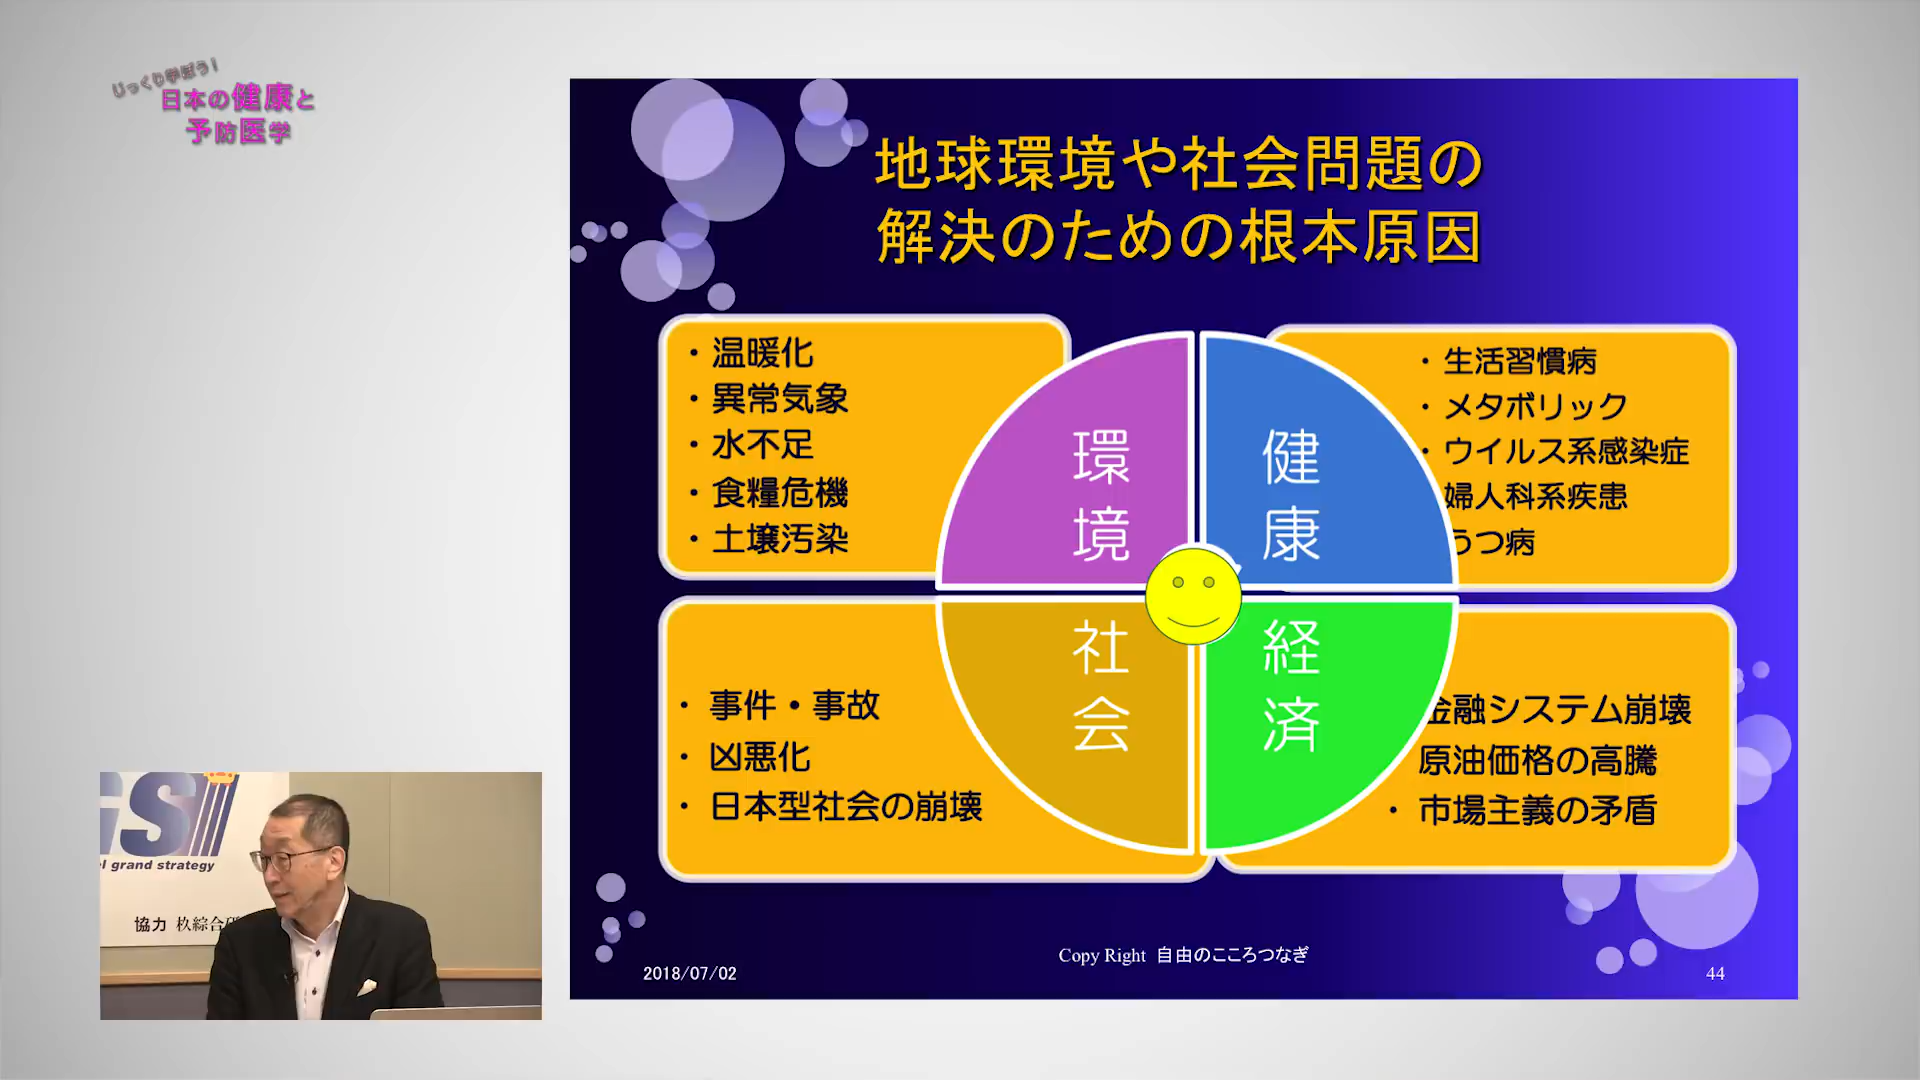 じっくり学ぼう！
日本の健康と
予防医学
地球環境や社会問題の
解決のための根本原因
・温暖化
・異常気象
・水不足
・食糧危機
・土壌汚染
環境
健康
・生活習慣病
・メタボリック
・ウイルス系感染症
婦人科系疾患
うつ病
・事件・事故
・凶悪化
・日本型社会の崩壊
社会
経済
金融システム崩壊
原油価格の高騰
・市場主義の矛盾
GSI
l grand strategy
協力 杦綜合研
2018/07/02
Copy Right 自由のこころつなぎ
44